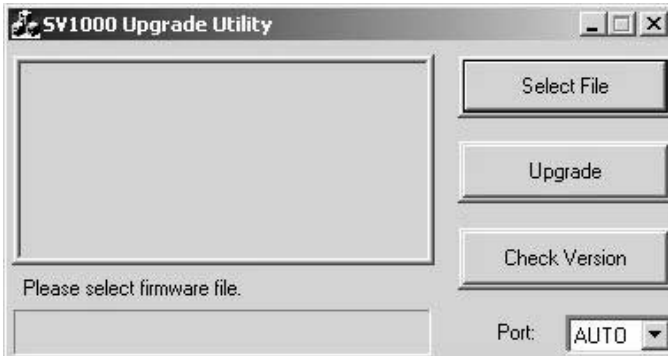 SV1000 Upgrade Utility
Select File
Upgrade
Check Version
Please select firmware file.
Port: AUTO